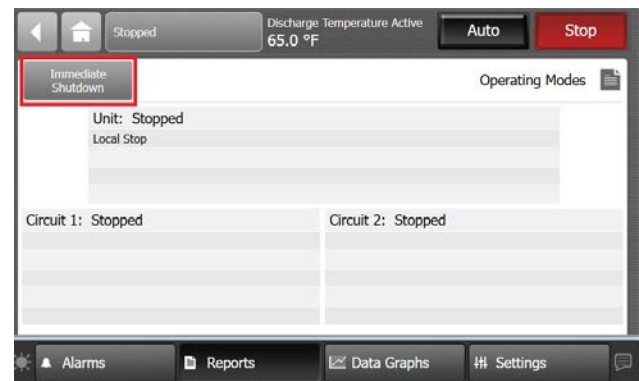 Stopped
Discharge Temperature Active
65.0 °F
Auto
Stop
Immediate
Shutdown
Operating Modes
Unit: Stopped
Local Stop
Circuit 1: Stopped
Circuit 2: Stopped
Alarms
Reports
Data Graphs
Settings